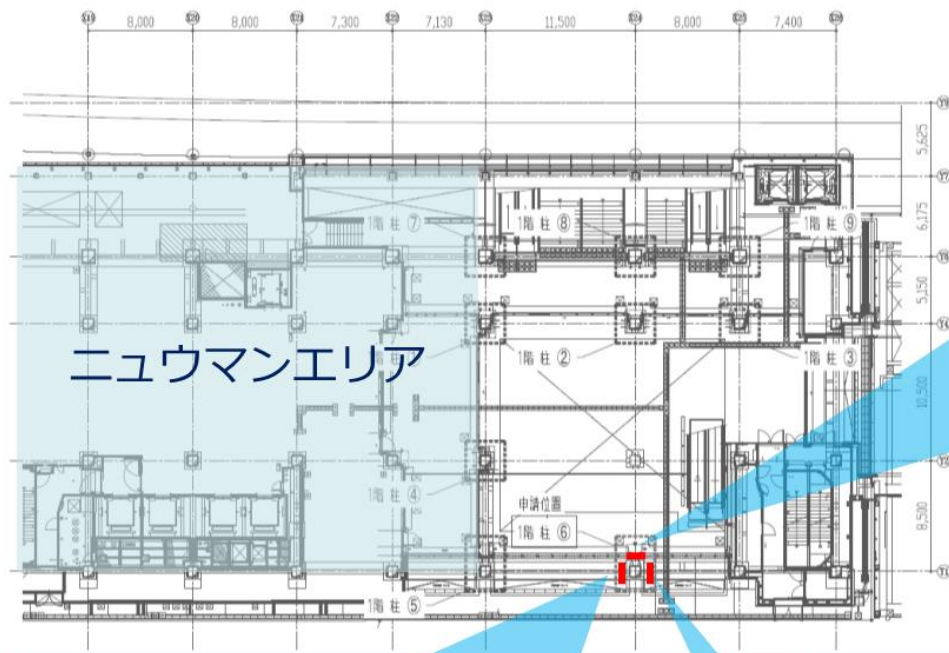 8,000
8,000
7,300
7,130
11,500
8,000
7,400
5,625
6,175
5,150
10,500
8,500
1階 柱 ⑦
1階 柱 ⑧
1階 柱 ⑨
ニュウマンエリア
1階 柱 ②
1階 柱 ③
1階 柱 ④
申請位置
1階 柱 ⑥
1階 柱 ⑤